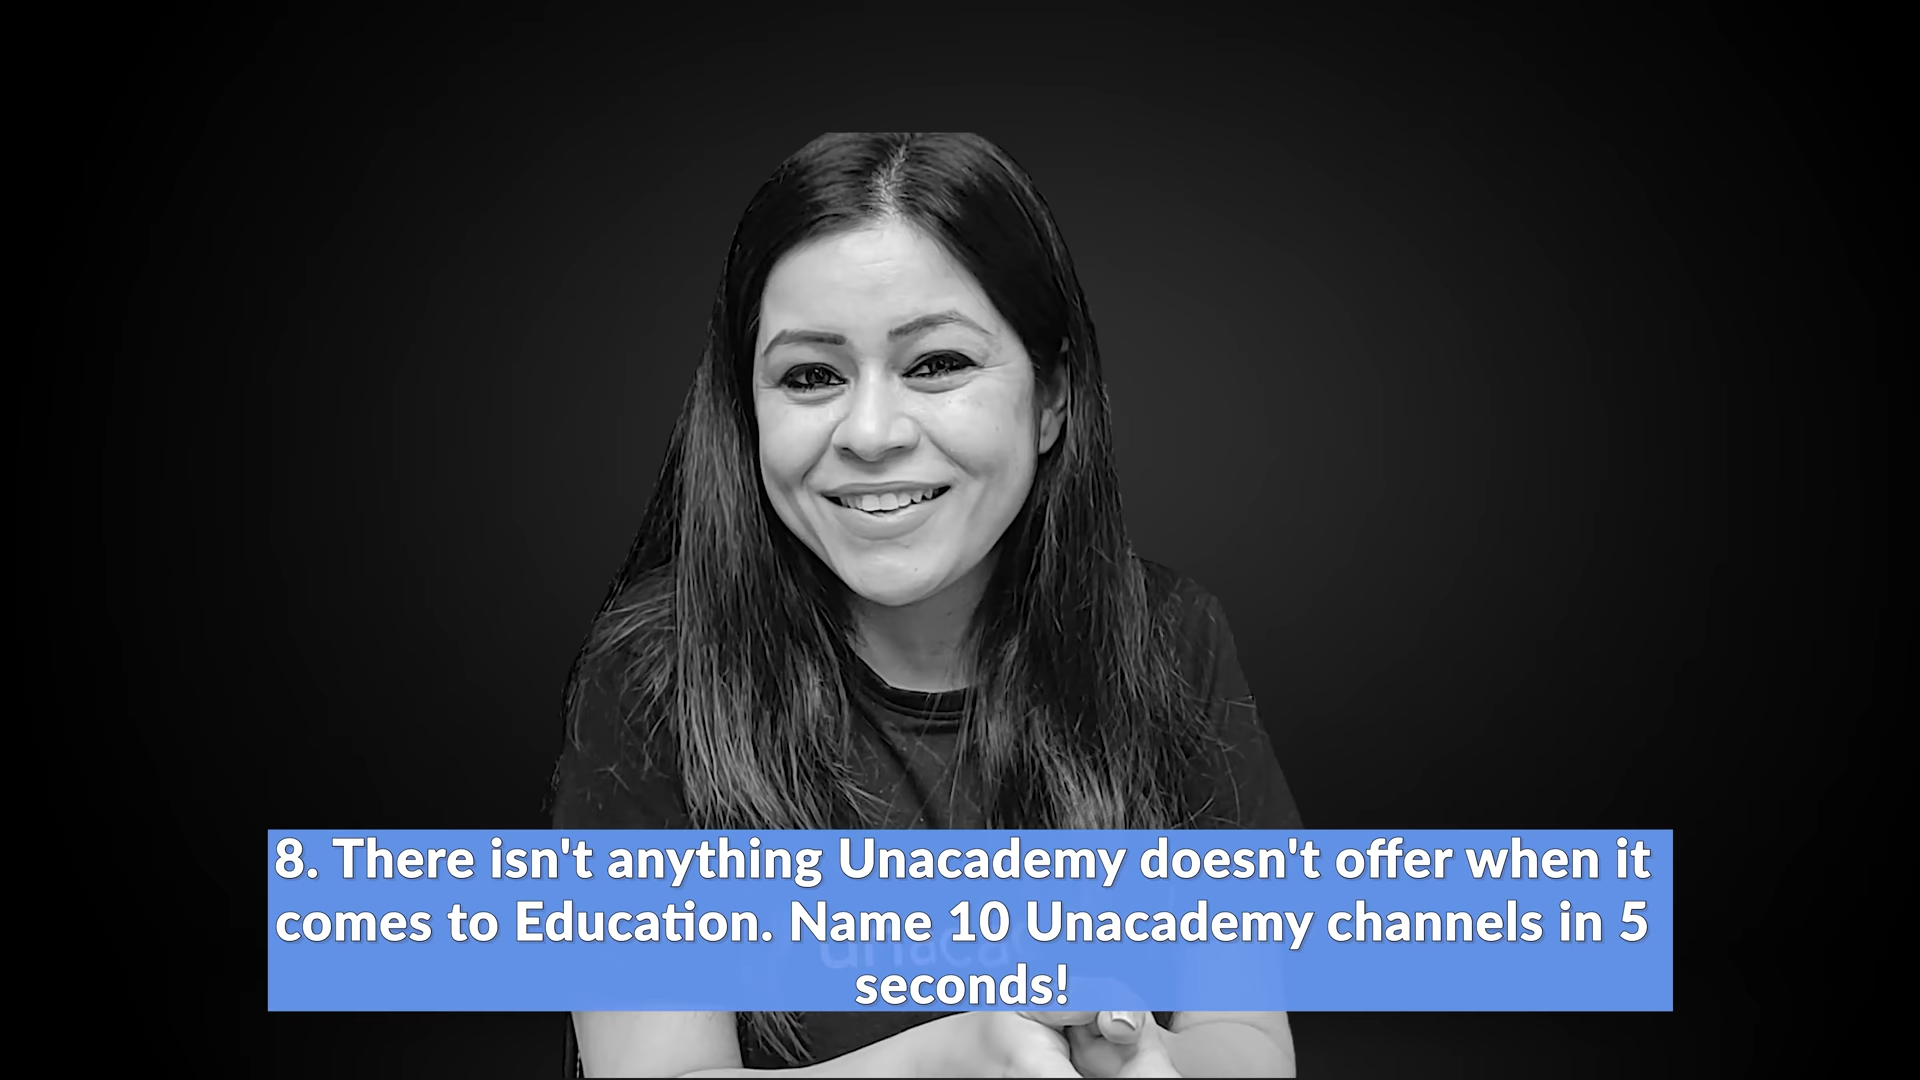 8. There isn't anything Unacademy doesn't offer when it
comes to Education. Name 10 Unacademy channels in 5
seconds!
unaca